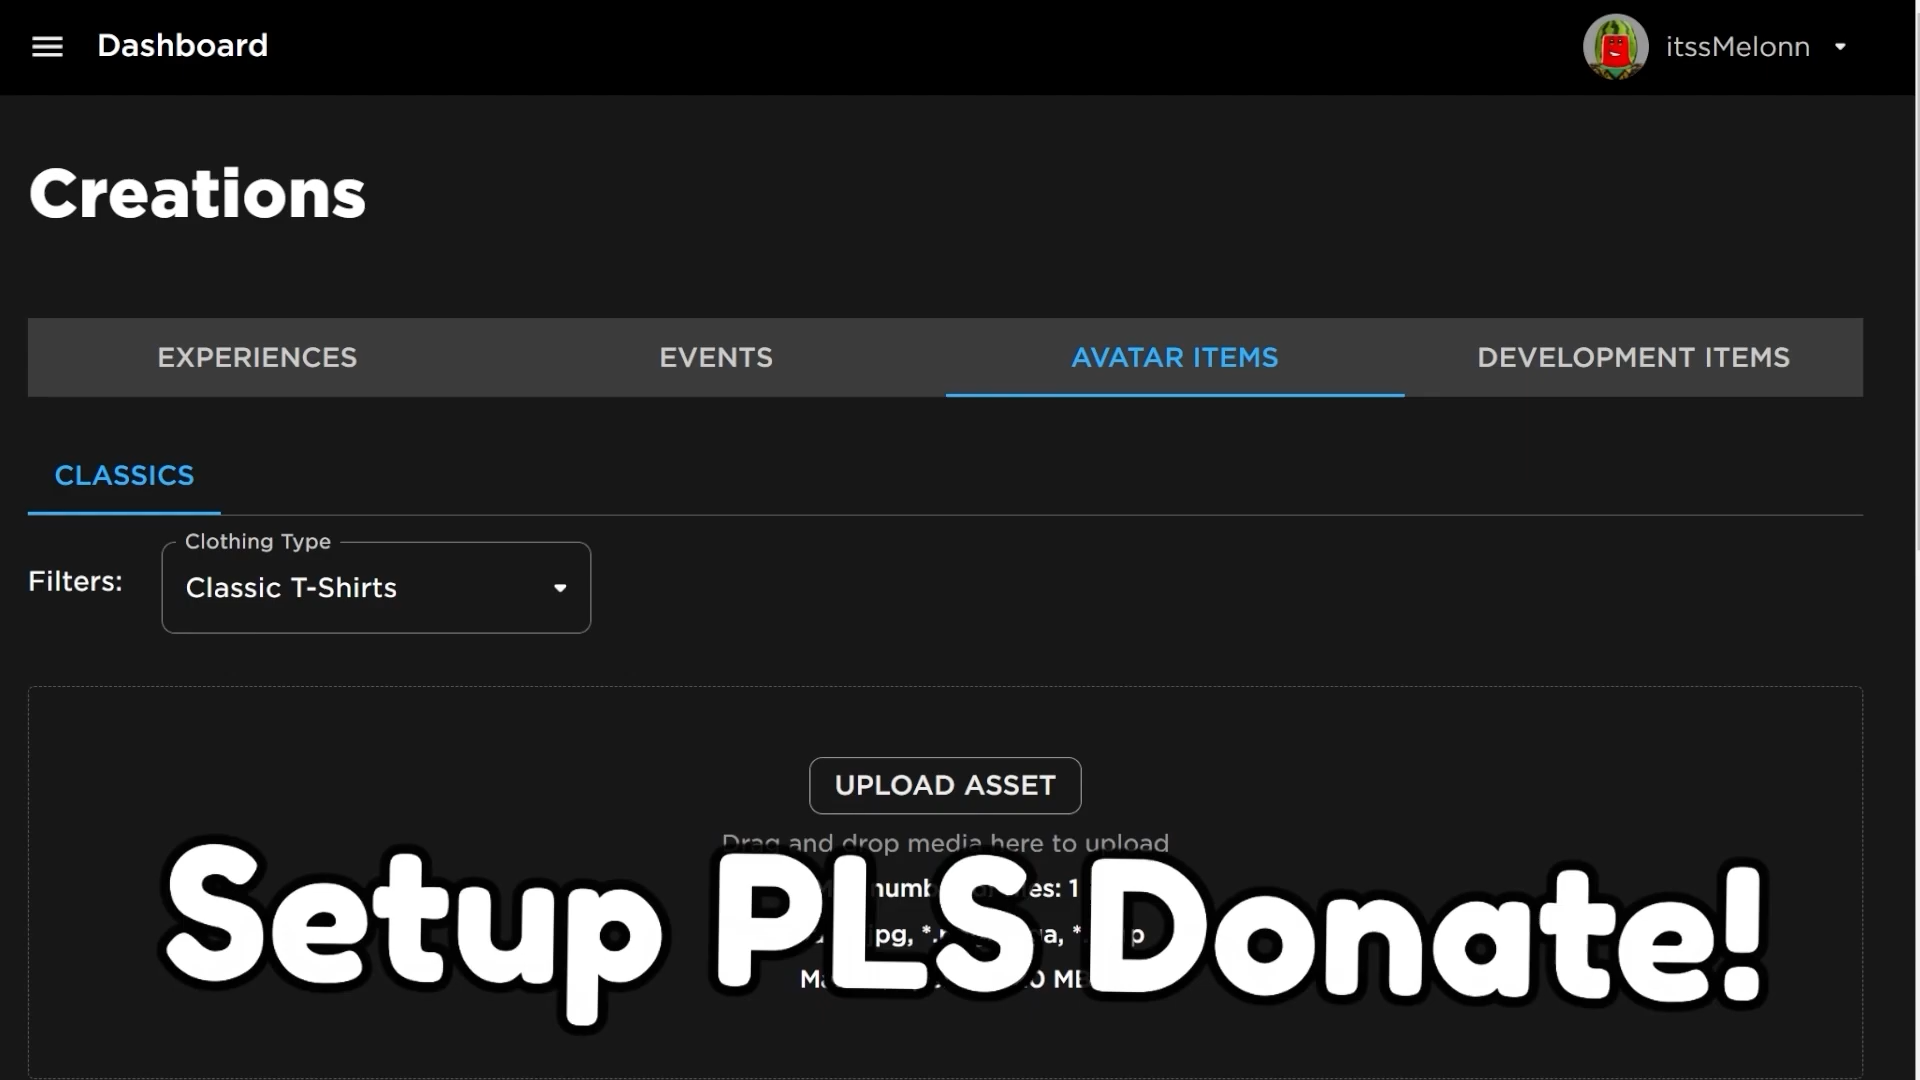 Dashboard
itssMelonn
Creations
EXPERIENCES
EVENTS
AVATAR ITEMS
DEVELOPMENT ITEMS
CLASSICS
Clothing Type
Filters:
Classic T-Shirts
UPLOAD ASSET
Drag and drop media here to upload
Setup PLS Donate!